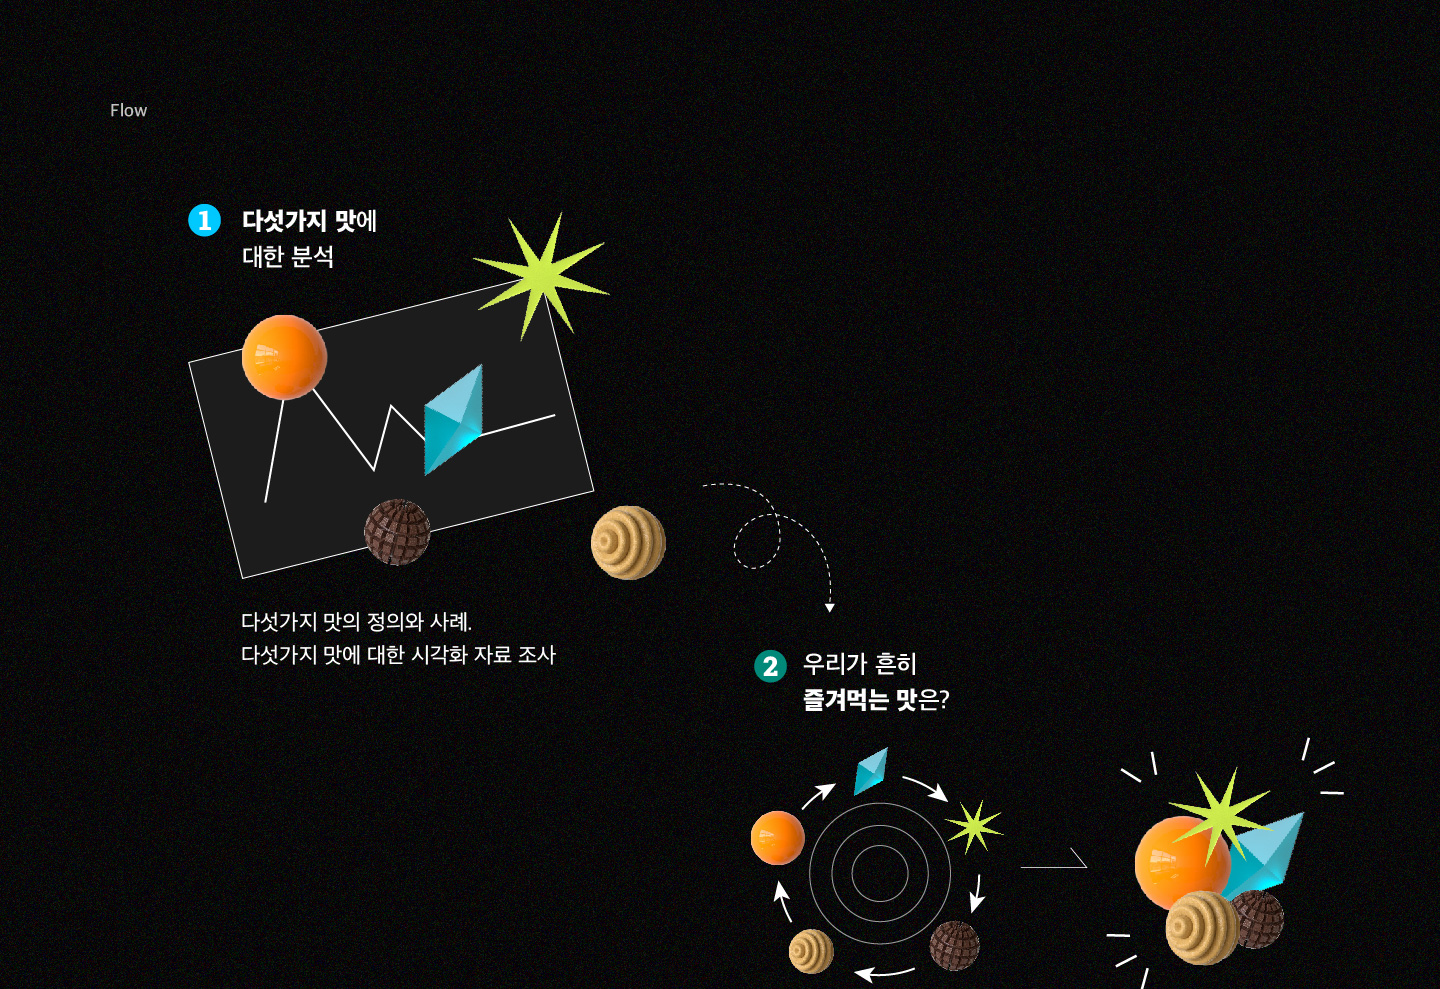 Flow
1 다섯가지 맛에
대한 분석
다섯가지 맛의 정의와 사례.
다섯가지 맛에 대한 시각화 자료 조사
2 우리가 흔히
즐겨먹는 맛은?